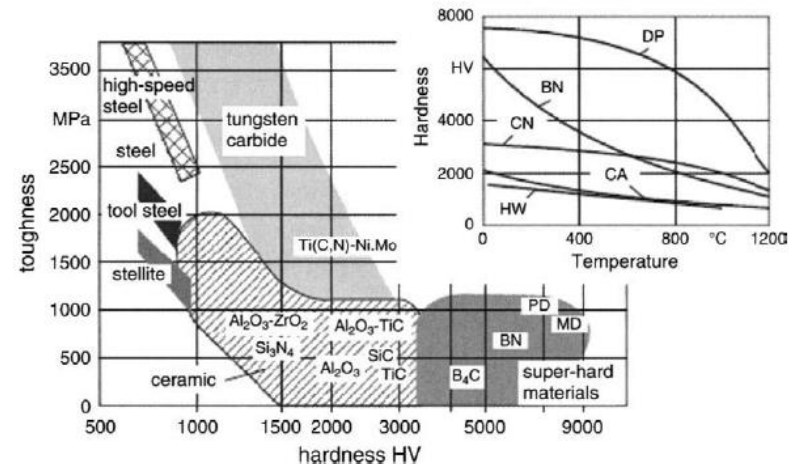 3500
MPa
2500
2000
1500
1000
500
0
toughness
high-speed
steel
steel
tool steel
stellite
tungsten
carbide
Ti(C,N)-Ni.Mo
Al₂O₃-ZrO₂
Si₃N₄
ceramic
Al₂O₃-TiC
Al₂O₃
SiC
TiC
B₄C
BN
PD
MD
super-hard
materials
500
1000
1500
2000
3000
5000
9000
hardness HV
8000
HV
4000
2000
0
Hardness
DP
BN
CN
CA
HW
0
400
800
°C
1200
Temperature